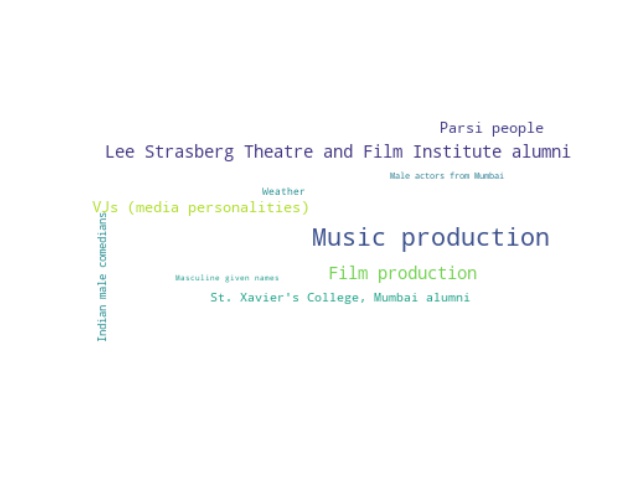 Parsi people
Lee Strasberg Theatre and Film Institute alumni
Male actors from Mumbai
Weather
VJs (media personalities)
Indian male comedians
Music production
Film production
Masculine given names
St. Xavier's College, Mumbai alumni